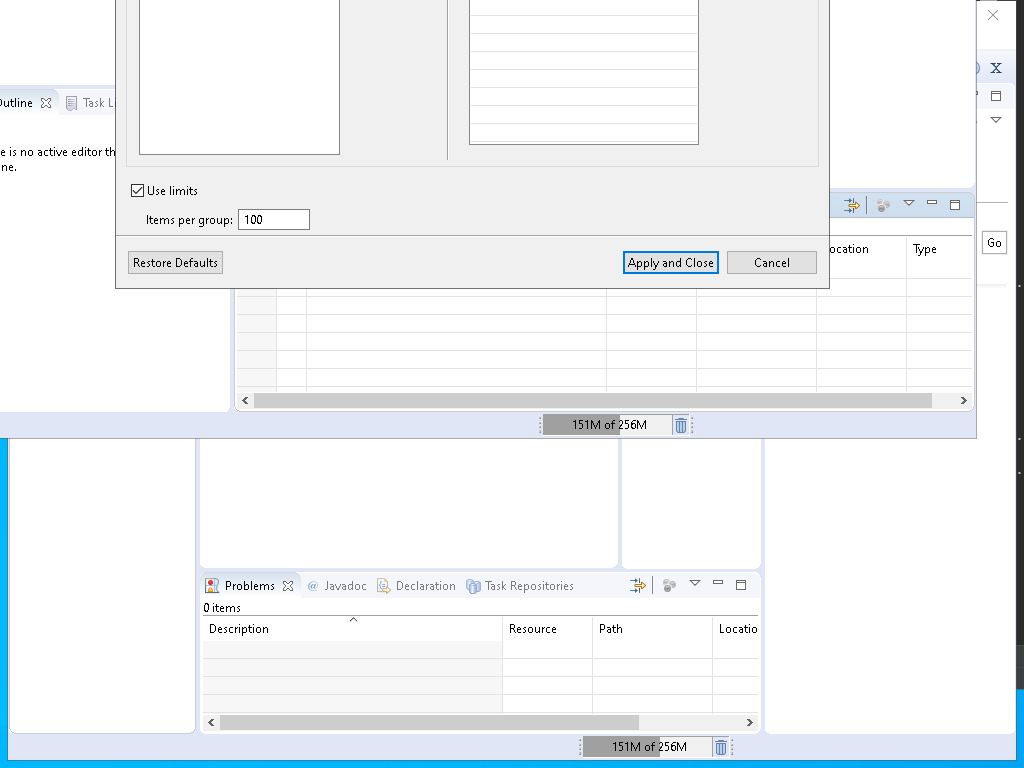 X
Outline
Task Li
e is no active editor th
ne.
Use limits
Items per group: 100
ocation
Type
Go
Restore Defaults
Apply and Close
Cancel
151M of 256M
Problems
@ Javadoc
Declaration
Task Repositories
0 items
Description
Resource
Path
Locatio
151M of 256M